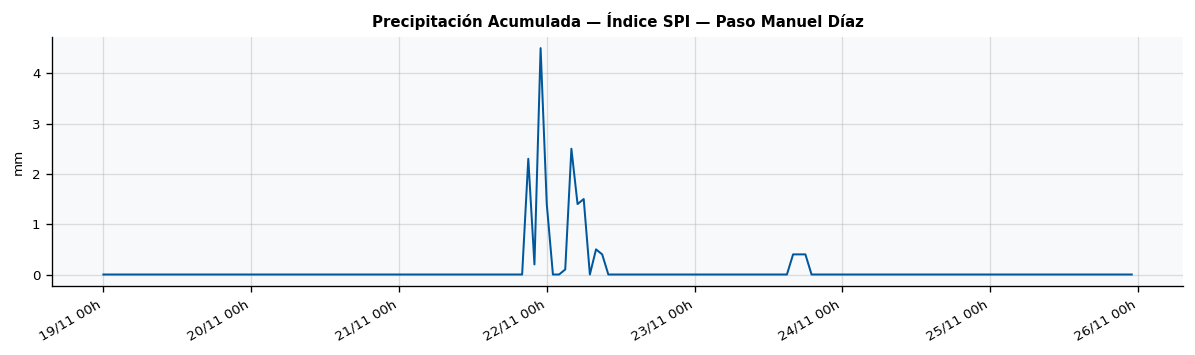 Precipitación Acumulada — Índice SPI — Paso Manuel Díaz
mm
4
3
2
1
0
19/11 00h
20/11 00h
21/11 00h
22/11 00h
23/11 00h
24/11 00h
25/11 00h
26/11 00h